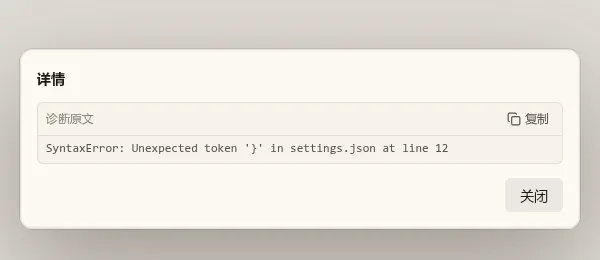 详情
诊断原文
复制
SyntaxError: Unexpected token '}' in settings.json at line 12
关闭